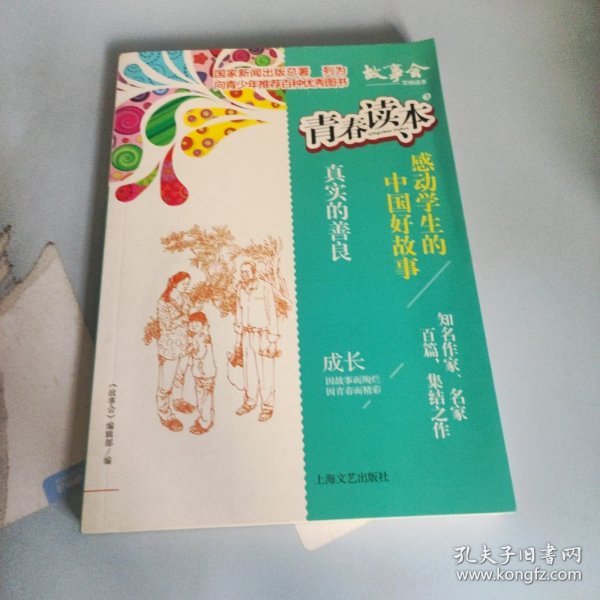 国家新闻出版总署 列为
向青少年推荐百种优秀图书
故事会
青春读本
感动学生的
中国好故事
真实的善良
知名作家、名家
百篇、集结之作
成长
因故事而绚烂
因青春而精彩
《故事会》编辑部/编
上海文艺出版社
孔夫子旧书网
www.kongfz.com